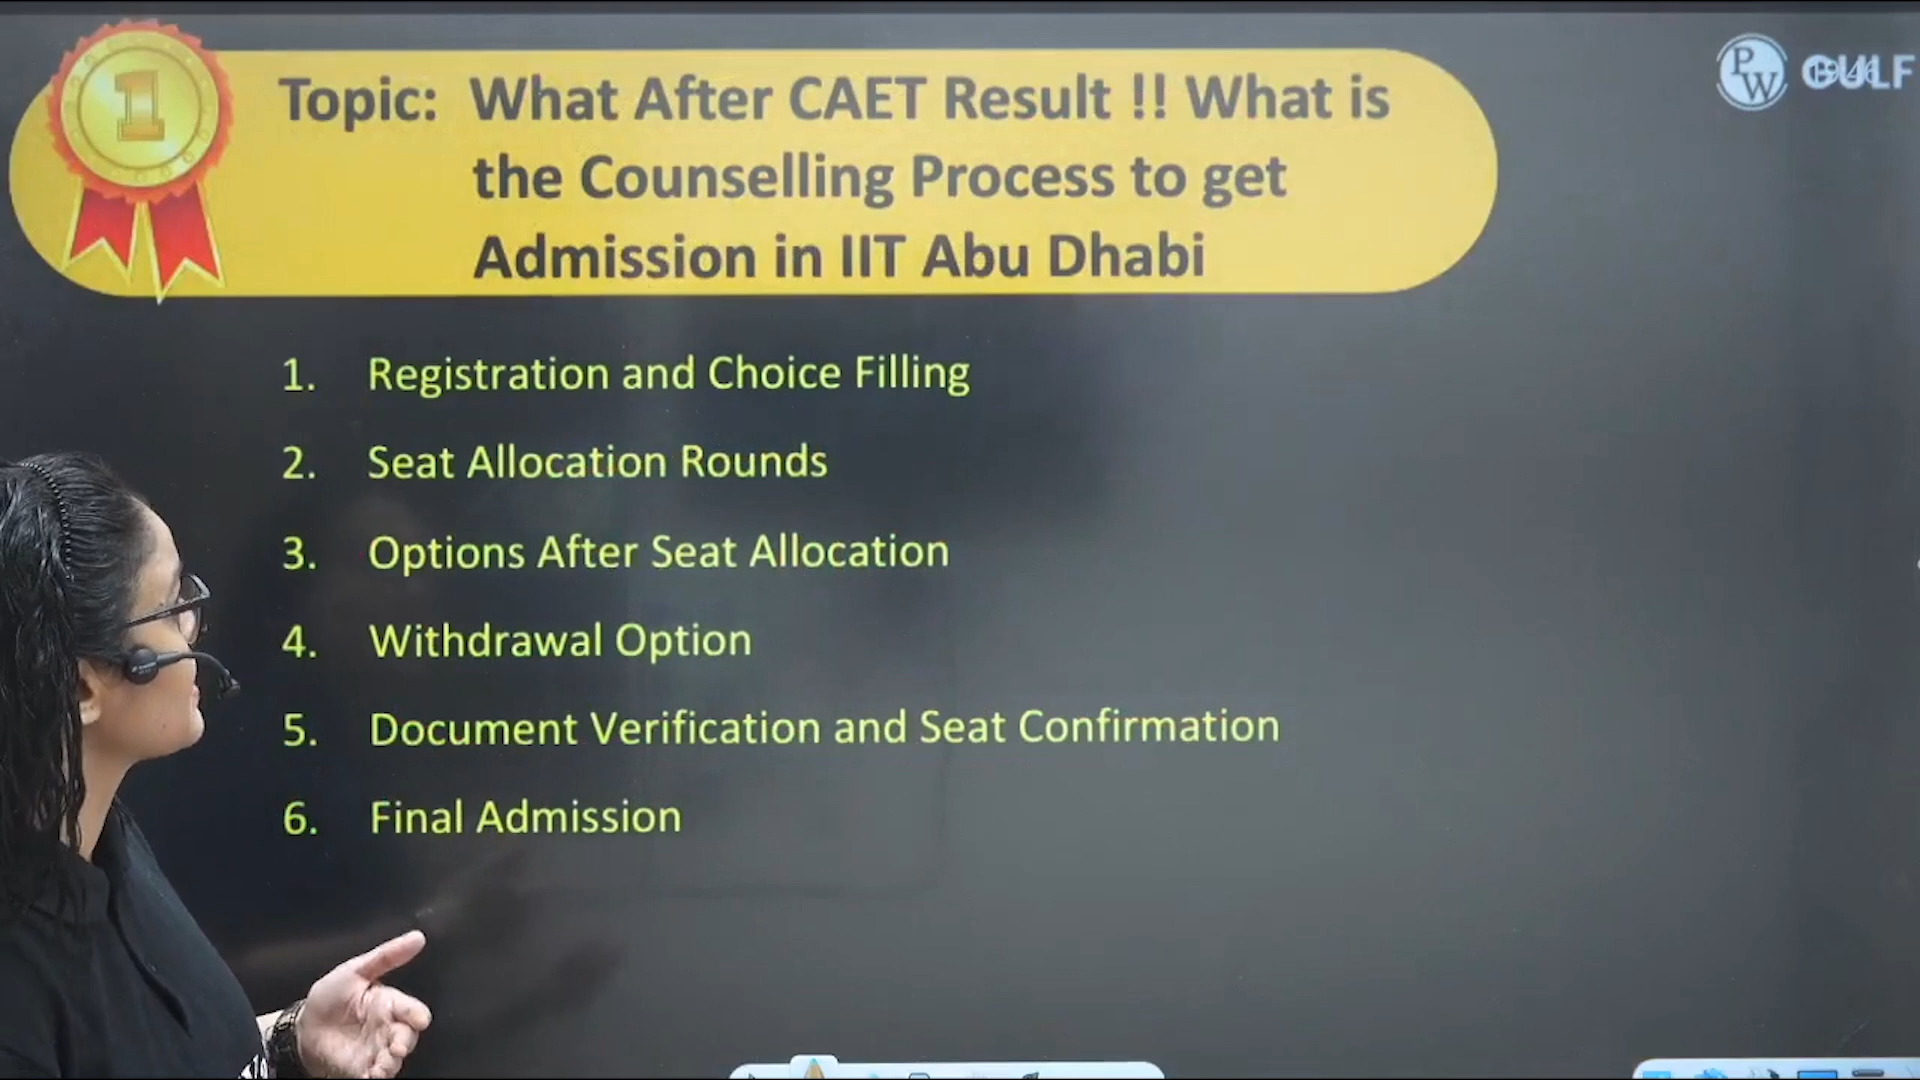 1
Topic: What After CAET Result !! What is
the Counselling Process to get
Admission in IIT Abu Dhabi
PW
1. Registration and Choice Filling
2. Seat Allocation Rounds
3. Options After Seat Allocation
4. Withdrawal Option
5. Document Verification and Seat Confirmation
6. Final Admission